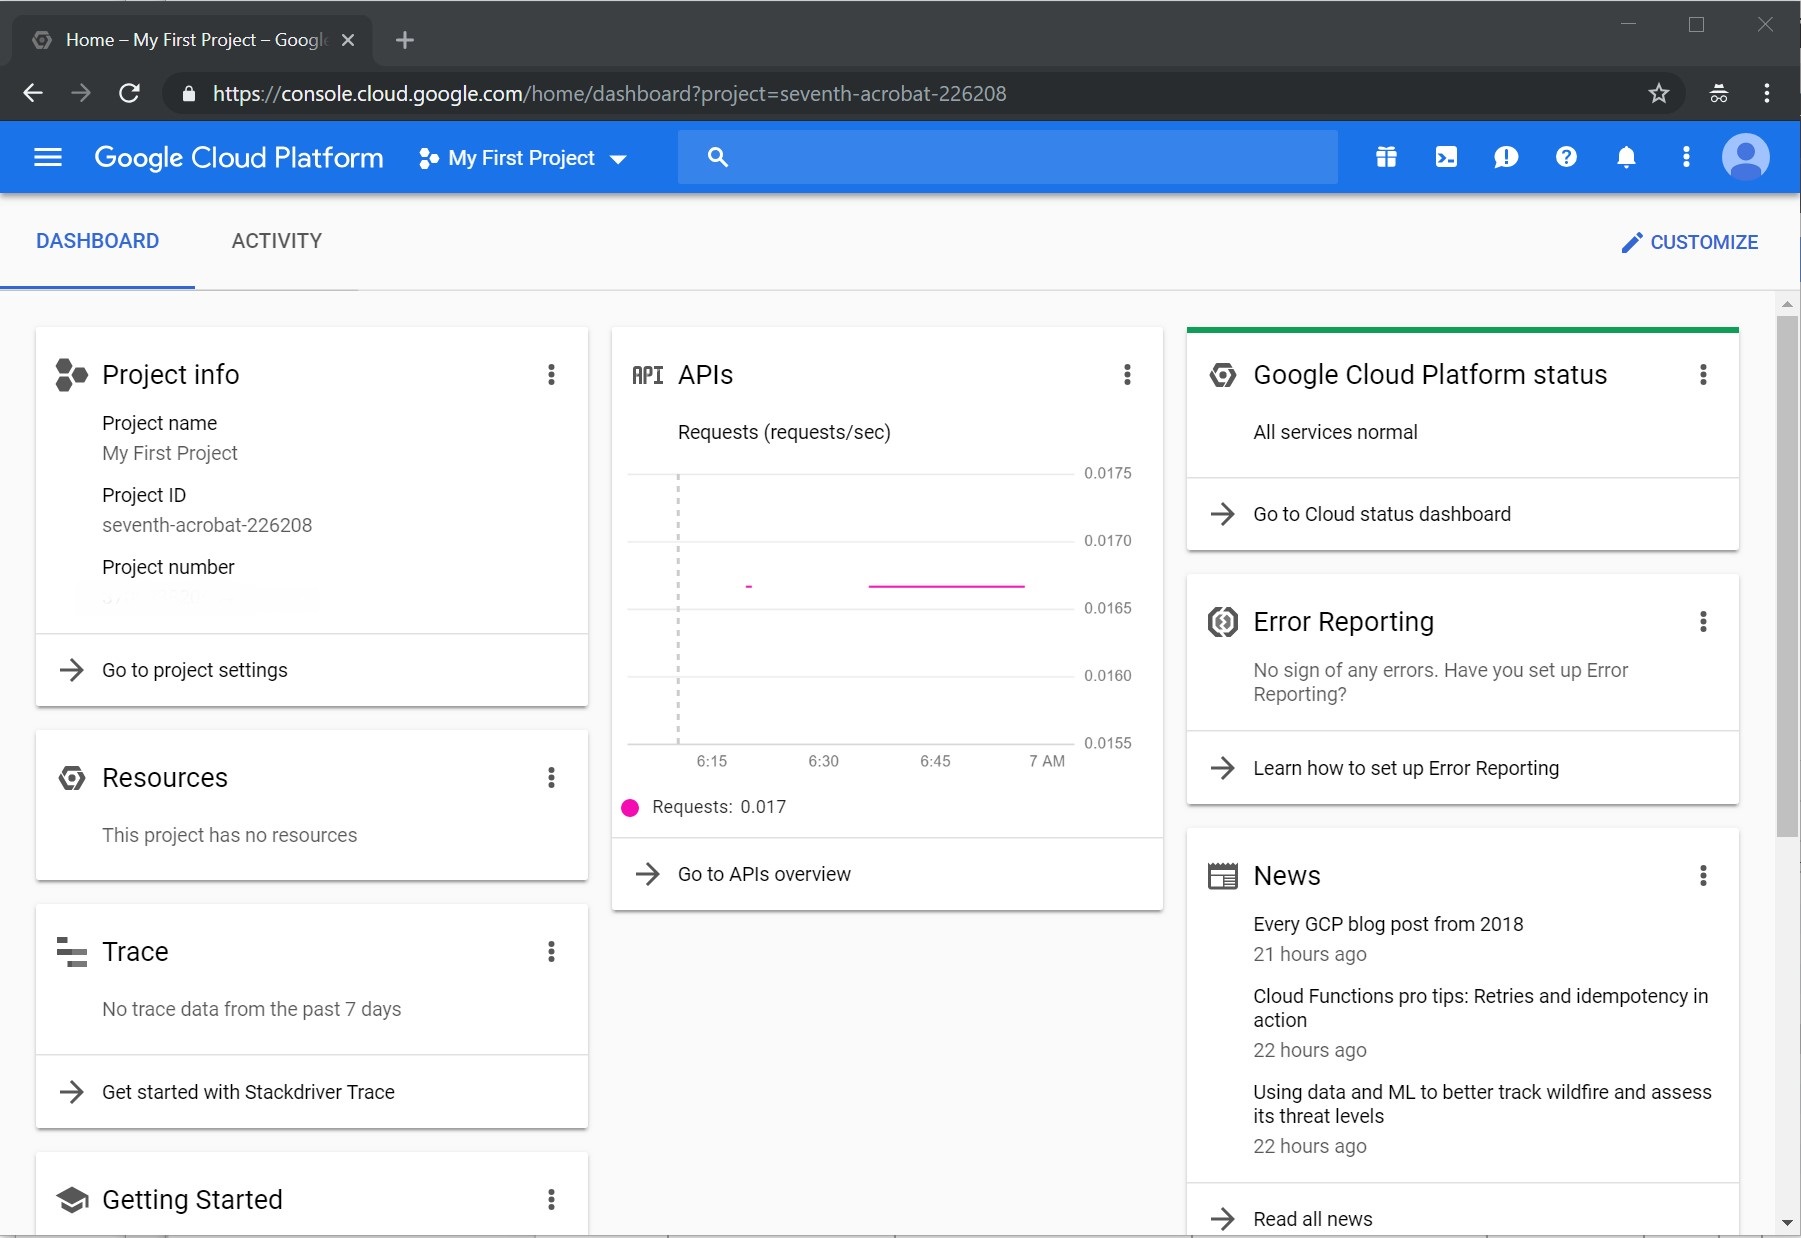 Home – My First Project – Google
https://console.cloud.google.com/home/dashboard?project=seventh-acrobat-226208
Google Cloud Platform
My First Project
DASHBOARD
ACTIVITY
CUSTOMIZE
Project info
Project name
My First Project
Project ID
seventh-acrobat-226208
Project number
Go to project settings
Resources
This project has no resources
Trace
No trace data from the past 7 days
Get started with Stackdriver Trace
Getting Started
API APIs
Requests (requests/sec)
0.0175
0.0170
0.0165
0.0160
0.0155
6:15 6:30 6:45 7 AM
Requests: 0.017
Go to APIs overview
Google Cloud Platform status
All services normal
Go to Cloud status dashboard
Error Reporting
No sign of any errors. Have you set up Error
Reporting?
Learn how to set up Error Reporting
News
Every GCP blog post from 2018
21 hours ago
Cloud Functions pro tips: Retries and idempotency in
action
22 hours ago
Using data and ML to better track wildfire and assess
its threat levels
22 hours ago
Read all news